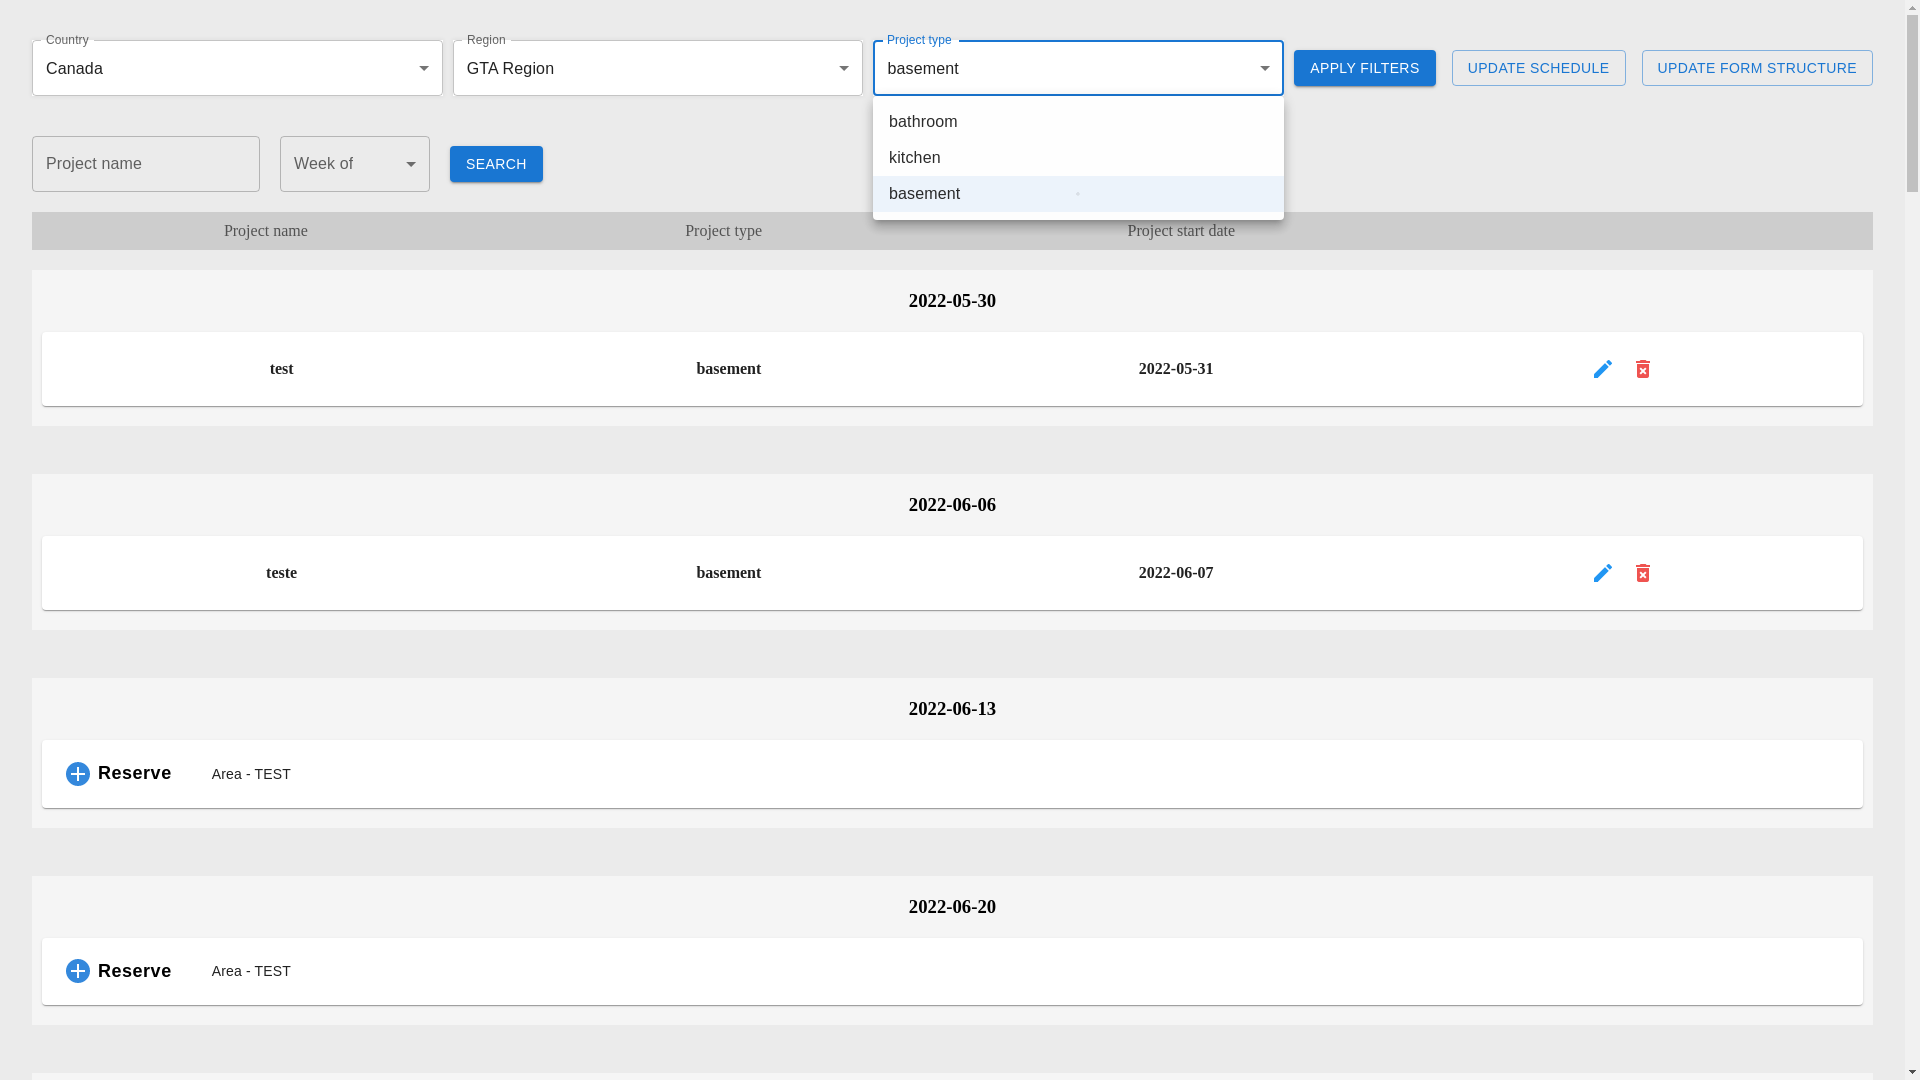 Country
Canada
Region
GTA Region
Project type
basement
APPLY FILTERS
UPDATE SCHEDULE
UPDATE FORM STRUCTURE
bathroom
kitchen
basement
Project name
Week of
SEARCH
Project name Project type Project start date
2022-05-30
test basement 2022-05-31
2022-06-06
teste basement 2022-06-07
2022-06-13
Reserve Area - TEST
2022-06-20
Reserve Area - TEST